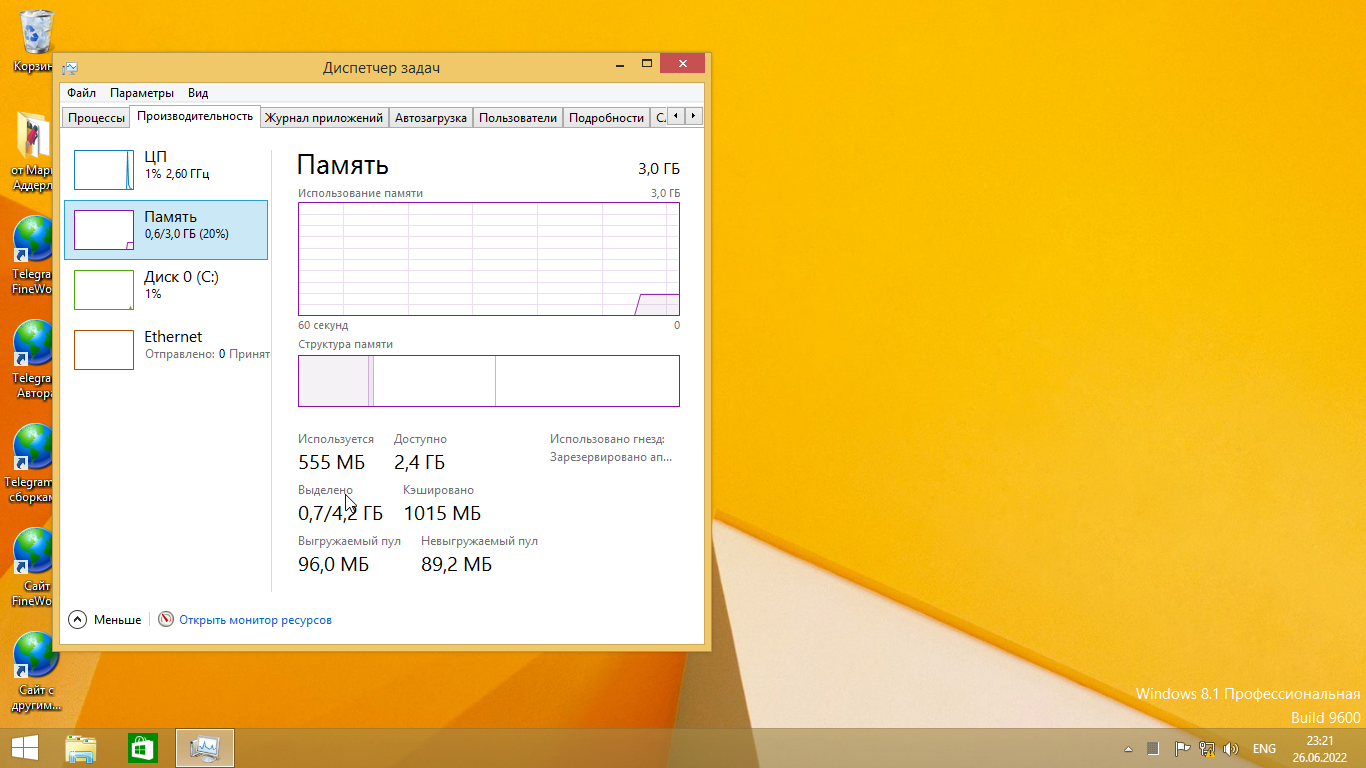 Корзин
от Марк
Аддерл
Telegra
FineWo
Telegra
Автора
Telegram
сборкам
Сайт
FineWo
Сайт с
другим...
Диспетчер задач
Файл Параметры Вид
Процессы Производительность Журнал приложений Автозагрузка Пользователи Подробности С.
ЦП
1% 2,60 ГГц
Память
0,6/3,0 ГБ (20%)
Диск 0 (C:)
1%
Ethernet
Отправлено: 0 Принят
Память 3,0 ГБ
Использование памяти 3,0 ГБ
60 секунд 0
Структура памяти
Используется Доступно Использовано гнезд:
555 МБ 2,4 ГБ Зарезервировано ап...
Выделено Кэшировано
0,7/4,2 ГБ 1015 МБ
Выгружаемый пул Невыгружаемый пул
96,0 МБ 89,2 МБ
Меньше Открыть монитор ресурсов
Windows 8.1 Профессиональная
Build 9600
ENG 23:21
26.06.2022